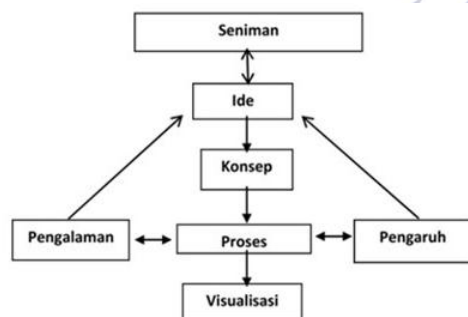 Seniman
Ide
Konsep
Pengalaman
Proses
Pengaruh
Visualisasi